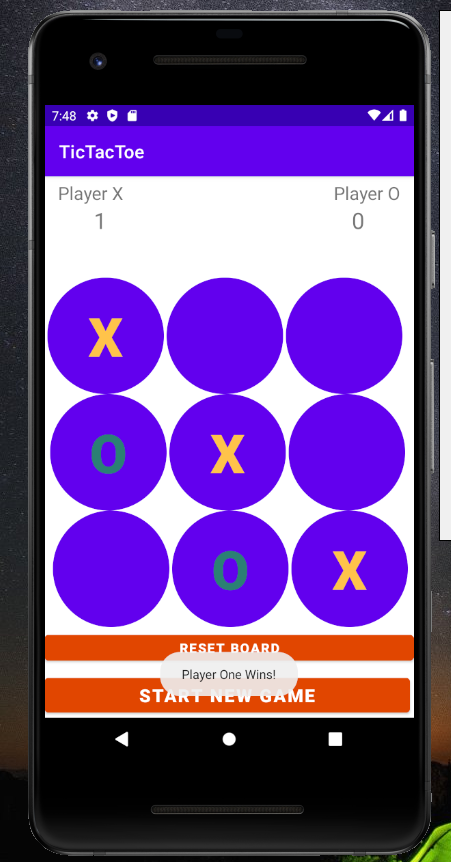 7:48
TicTacToe
Player X Player O
1 0
X
O X
O X
RESET BOARD
Player One Wins!
START NEW GAME